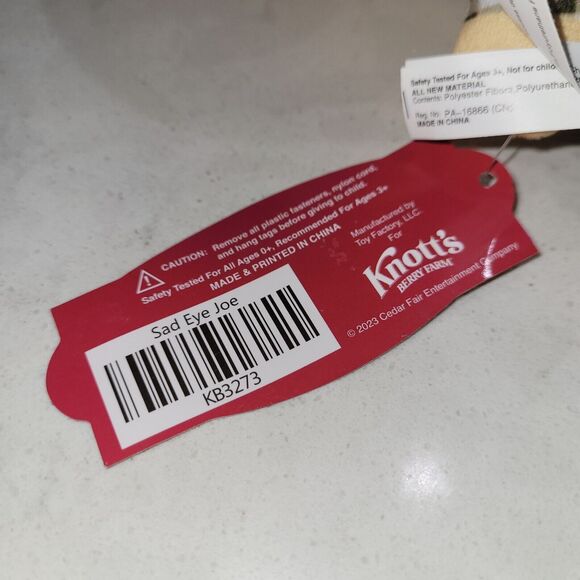 Safety Tested For Ages 3+, Not for child
ALL NEW MATERIAL
Contents: Polyester Fibers, Polyurethane
Reg. No: PA-16866 (CN)
MADE IN CHINA
CAUTION: Remove all plastic fasteners, nylon cord,
and hang tags before giving to child.
Safety Tested For All Ages 0+, Recommended For Ages 3+
MADE & PRINTED IN CHINA
Manufactured by
Toy Factory, LLC.
For
Knott's
BERRY FARM
© 2023 Cedar Fair Entertainment Company
Sad Eye Joe
KB3273